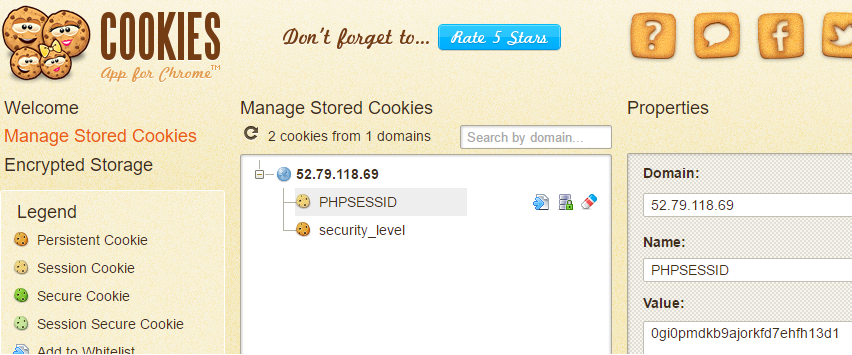 COOKIES
App for Chrome™
Don't forget to...
Rate 5 Stars
?
f
Welcome
Manage Stored Cookies
Encrypted Storage
Legend
Persistent Cookie
Session Cookie
Secure Cookie
Session Secure Cookie
Add to Whitelist
Manage Stored Cookies
2 cookies from 1 domains
Search by domain...
52.79.118.69
PHPSESSID
security_level
Properties
Domain:
52.79.118.69
Name:
PHPSESSID
Value:
0gi0pmdkb9ajorkfd7ehfh13d1